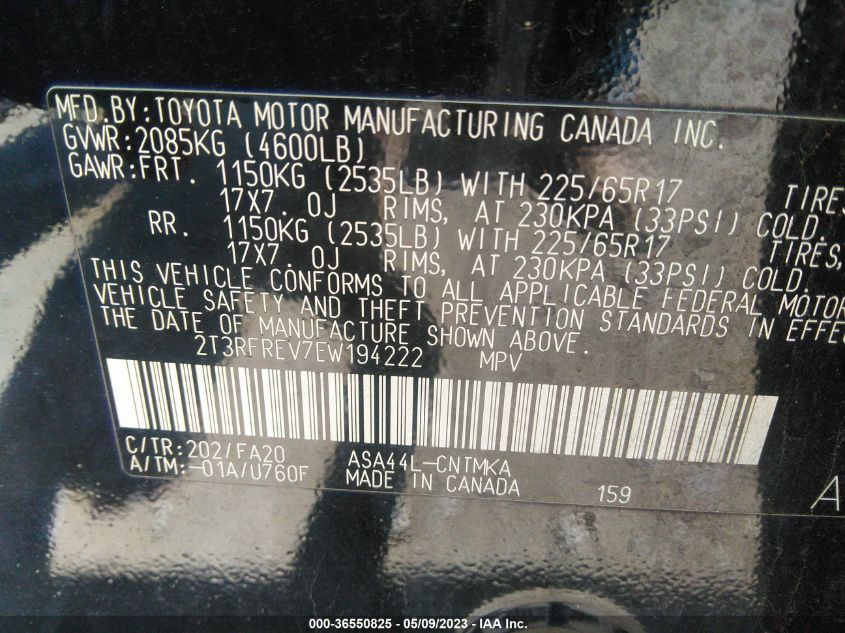 MFD.BY:TOYOTA MOTOR MANUFACTURING CANADA INC.
GVWR:2085KG (4600LB)
GAWR:FRT. 1150KG (2535LB) WITH 225/65R17 TIRES
17X7. 0J RIMS, AT 230KPA (33PSI) COLD.
RR. 1150KG (2535LB) WITH 225/65R17 TIRES,
17X7. 0J RIMS, AT 230KPA (33PSI) COLD.
THIS VEHICLE CONFORMS TO ALL APPLICABLE FEDERAL MOTOR
VEHICLE SAFETY AND THEFT PREVENTION STANDARDS IN EFFE
THE DATE OF MANUFACTURE SHOWN ABOVE.
2T3RFREV7EW194222 MPV
C/TR:202/FA20 ASA44L-CNTMKA
A/TM:-01A/U760F MADE IN CANADA 159 A
000-36550825 - 05/09/2023 - IAA Inc.